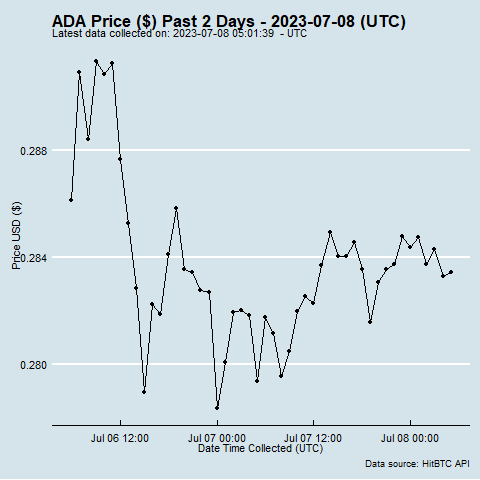 ADA Price ($) Past 2 Days - 2023-07-08 (UTC)
Latest data collected on: 2023-07-08 05:01:39  - UTC
0.288
0.284
0.280
Price USD ($)
Jul 06 12:00
Jul 07 00:00
Jul 07 12:00
Jul 08 00:00
Date Time Collected (UTC)
Data source: HitBTC API